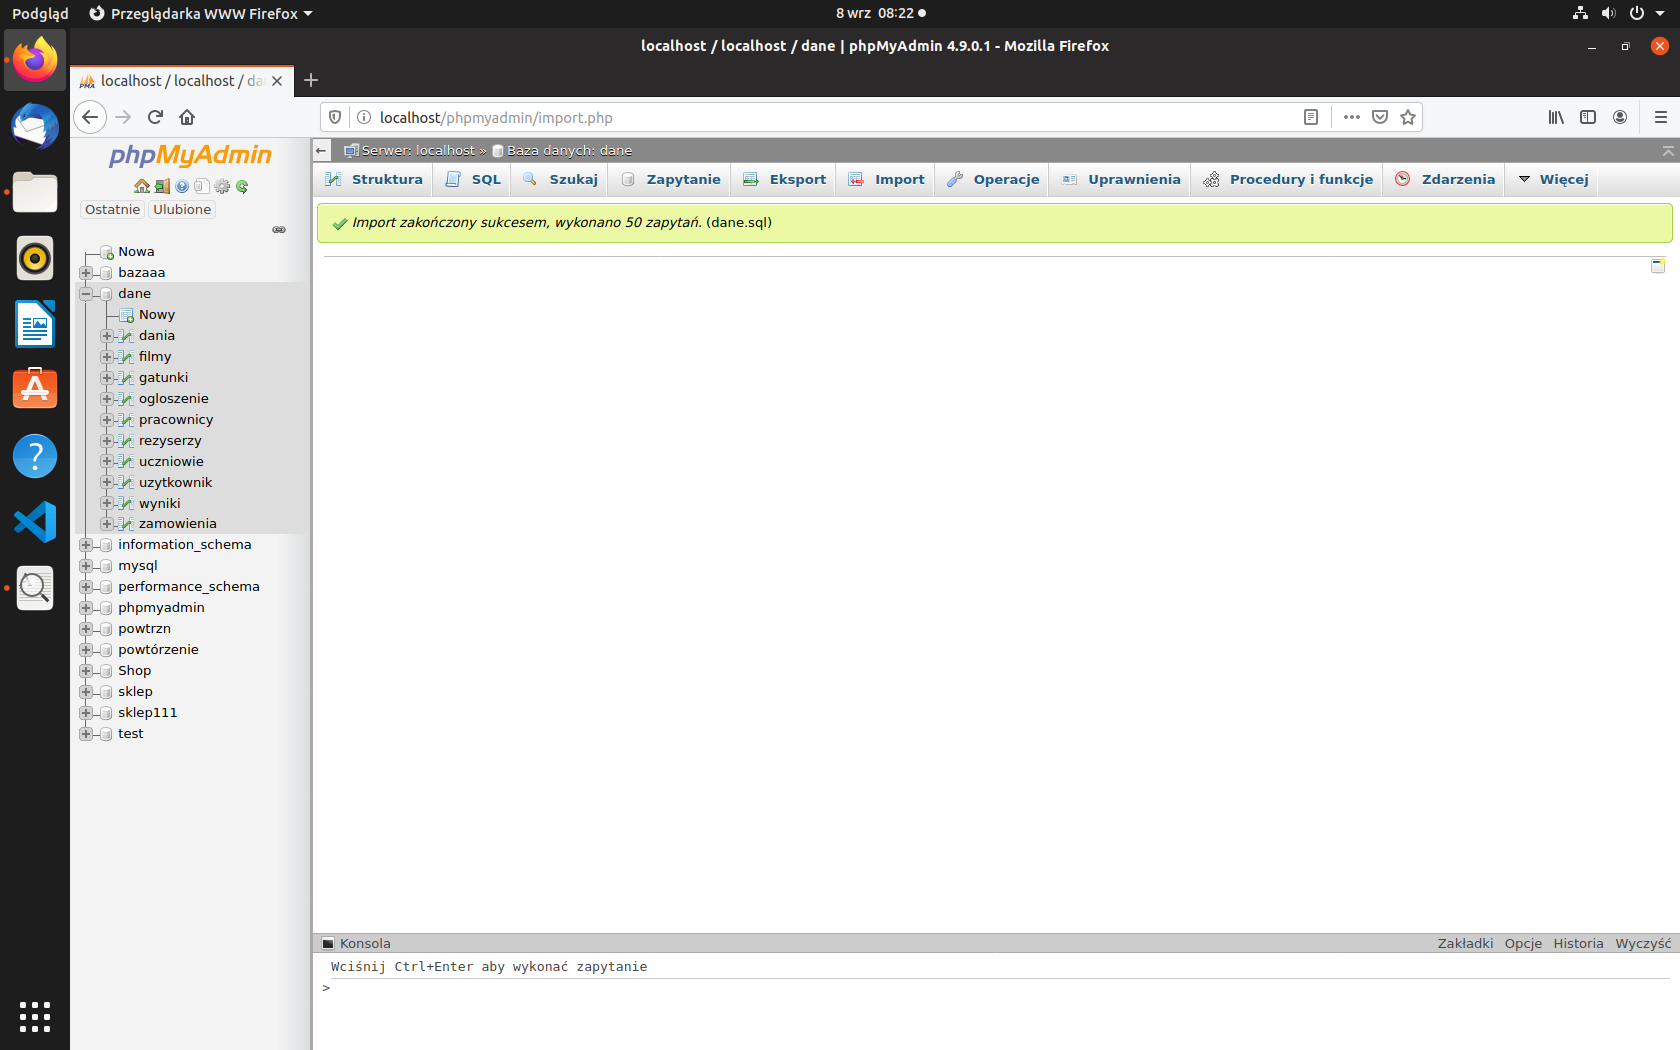 Podgląd
Przeglądarka WWW Firefox
8 wrz 08:22
localhost / localhost / dane | phpMyAdmin 4.9.0.1 - Mozilla Firefox
localhost / localhost / da
localhost/phpmyadmin/import.php
phpMyAdmin
Ostatnie
Ulubione
Nowa
bazaaa
dane
Nowy
dania
filmy
gatunki
ogloszenie
pracownicy
rezyserzy
uczniowie
uzytkownik
wyniki
zamowienia
information_schema
mysql
performance_schema
phpmyadmin
powtrzn
powtórzenie
Shop
sklep
sklep111
test
Serwer: localhost » Baza danych: dane
Struktura
SQL
Szukaj
Zapytanie
Eksport
Import
Operacje
Uprawnienia
Procedury i funkcje
Zdarzenia
Więcej
Import zakończony sukcesem, wykonano 50 zapytań. (dane.sql)
Konsola
Zakładki
Opcje
Historia
Wyczyść
Wciśnij Ctrl+Enter aby wykonać zapytanie
>